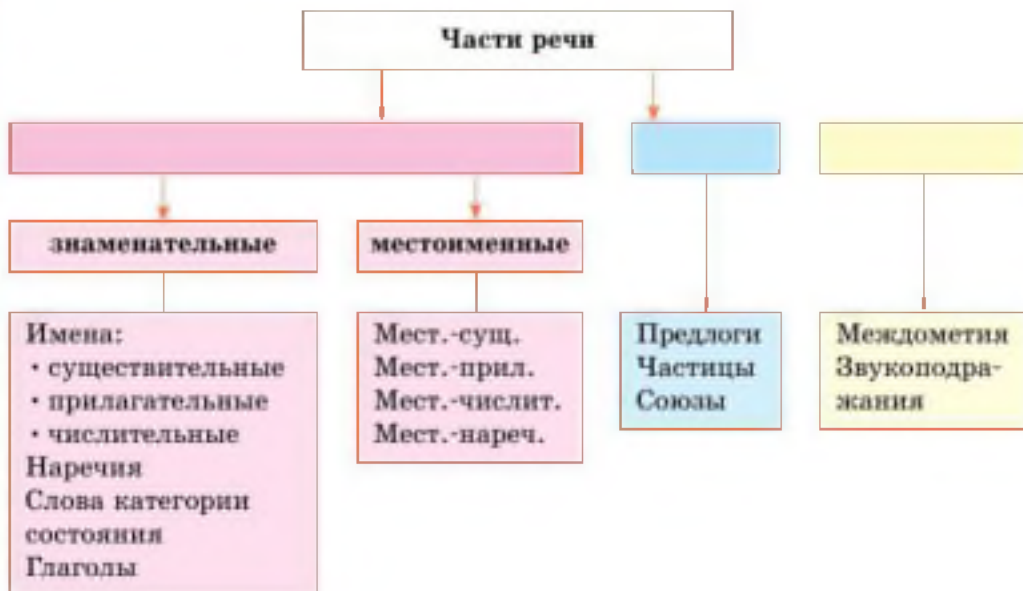 Части речи
знаменательные
местоименные
Имена:
• существительные
• прилагательные
• числительные
Наречия
Слова категории
состояния
Глаголы
Мест.-сущ.
Мест.-прил.
Мест.-числит.
Мест.-нареч.
Предлоги
Частицы
Союзы
Междометия
Звукоподра-
жания